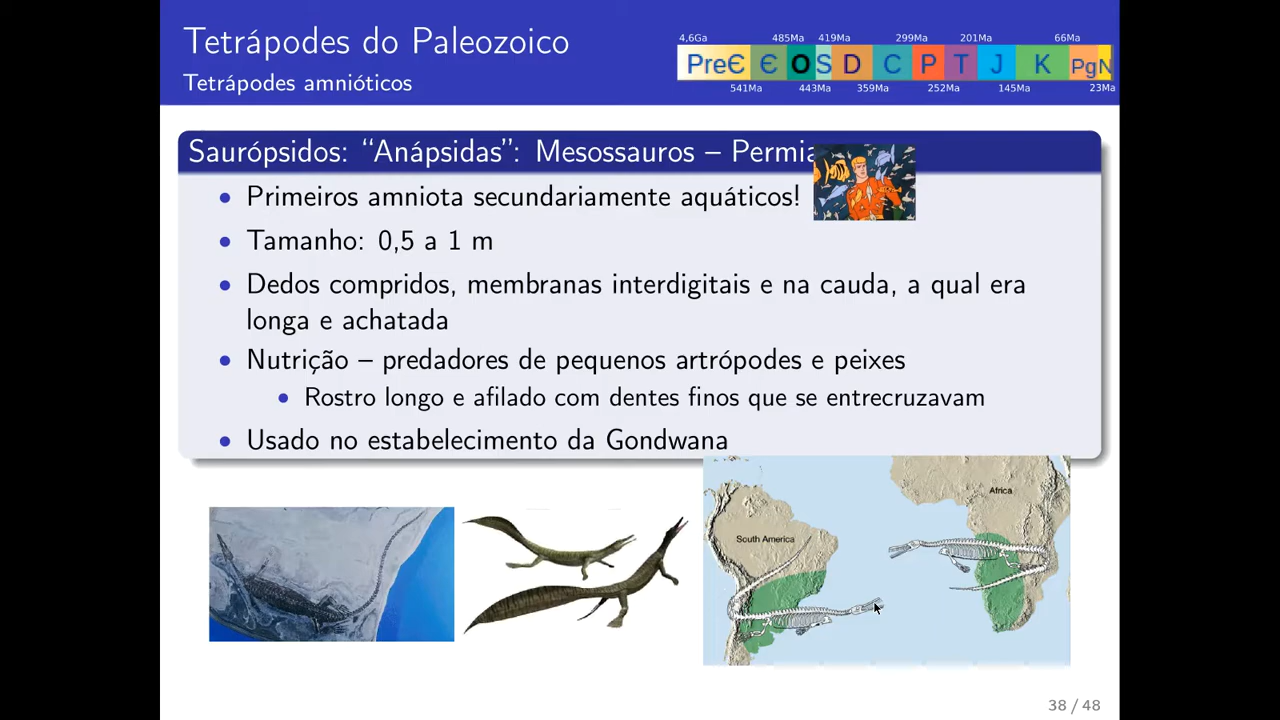 Tetrápodes do Paleozoico
Tetrápodes amnióticos
4,6Ga 485Ma 419Ma 299Ma 201Ma 66Ma
PreЄ Є O S D C P T J K Pg N
541Ma 443Ma 359Ma 252Ma 145Ma 23Ma
Saurópsidos: “Anápsidas”: Mesossauros – Permia
• Primeiros amniota secundariamente aquáticos!
• Tamanho: 0,5 a 1 m
• Dedos compridos, membranas interdigitais e na cauda, a qual era
longa e achatada
• Nutrição – predadores de pequenos artrópodes e peixes
• Rostro longo e afilado com dentes finos que se entrecruzavam
• Usado no estabelecimento da Gondwana
Africa
South America
38 / 48